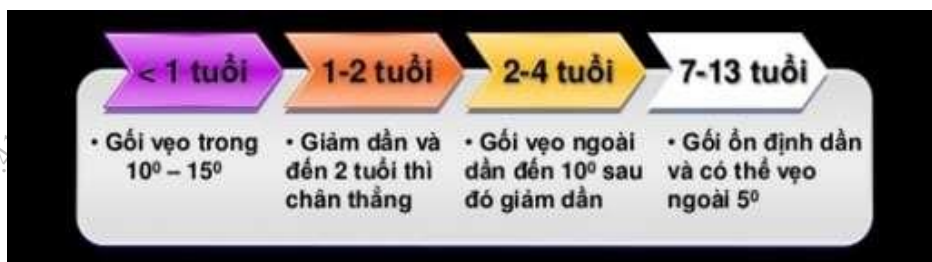 < 1 tuổi
1-2 tuổi
2-4 tuổi
7-13 tuổi
• Gối vẹo trong
10⁰ – 15⁰
• Giảm dần và
đến 2 tuổi thì
chân thẳng
• Gối vẹo ngoài
dần đến 10⁰ sau
đó giảm dần
• Gối ổn định dần
và có thể vẹo
ngoài 5⁰